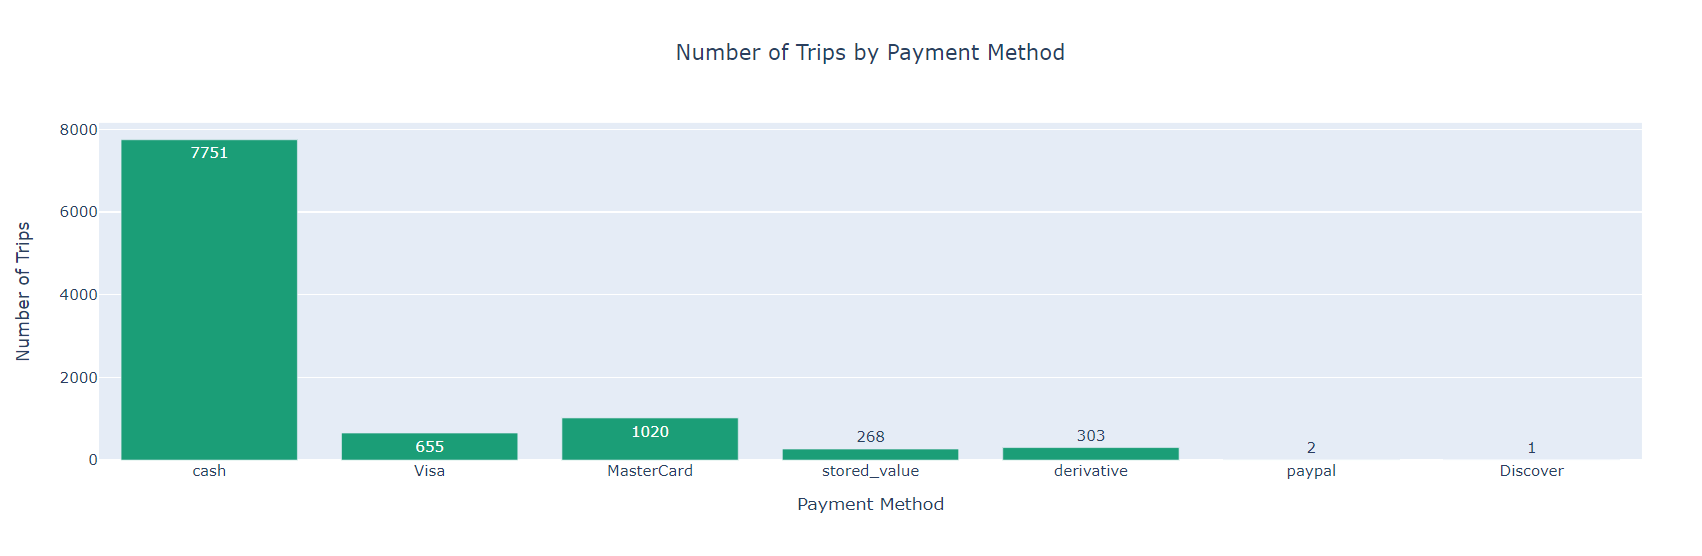 Number of Trips by Payment Method
Number of Trips
8000
6000
4000
2000
0
7751
655
1020
268
303
2
1
cash
Visa
MasterCard
stored_value
derivative
paypal
Discover
Payment Method